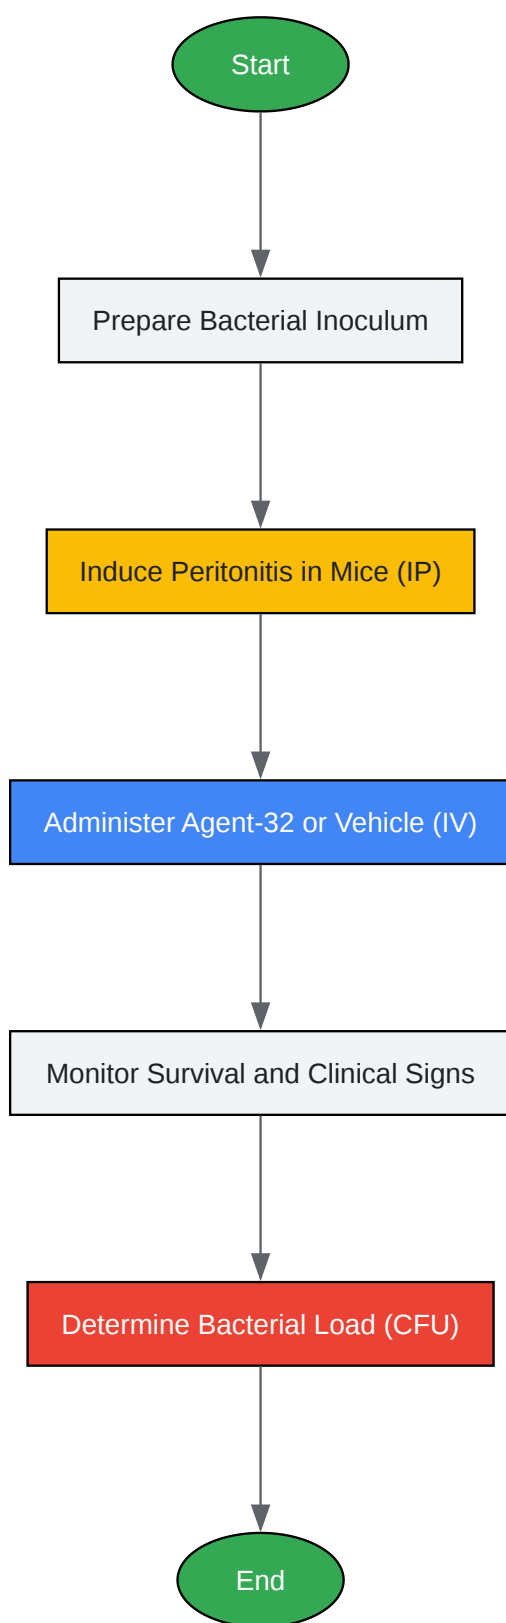 Start
Prepare Bacterial Inoculum
Induce Peritonitis in Mice (IP)
Administer Agent-32 or Vehicle (IV)
Monitor Survival and Clinical Signs
Determine Bacterial Load (CFU)
End